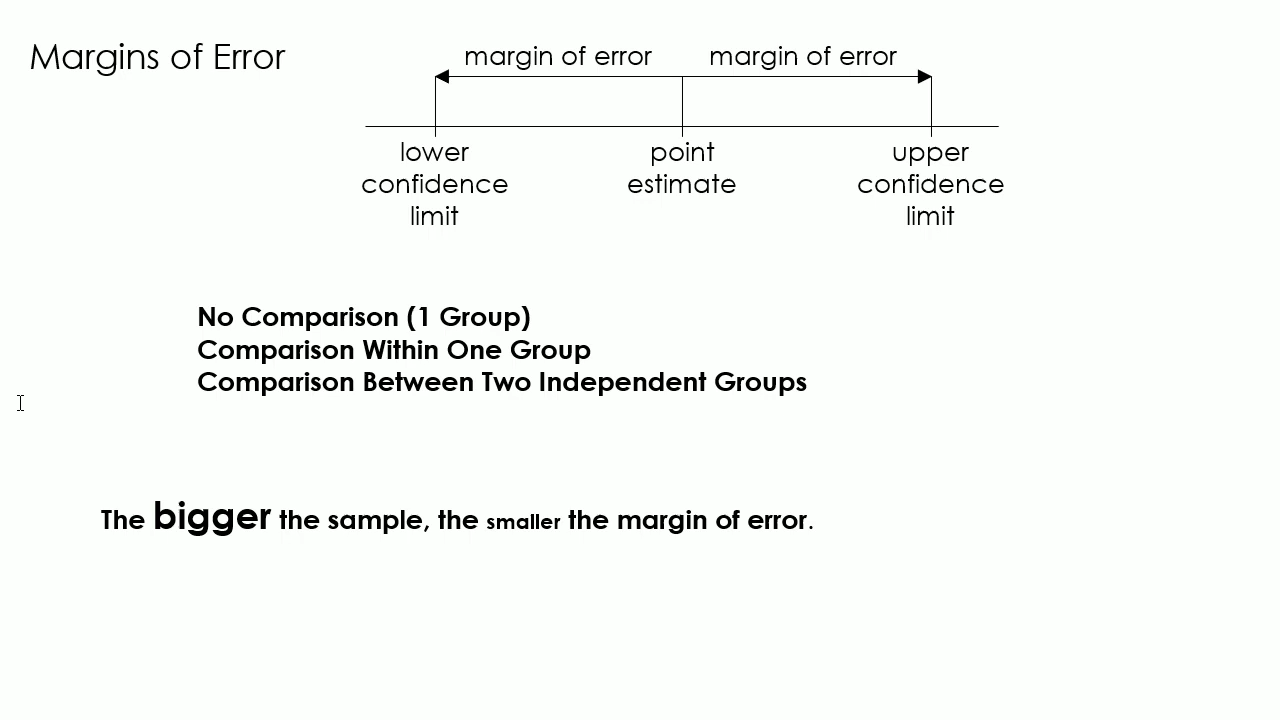 Margins of Error
margin of error margin of error
lower confidence limit
point estimate
upper confidence limit
No Comparison (1 Group)
Comparison Within One Group
Comparison Between Two Independent Groups
The bigger the sample, the smaller the margin of error.